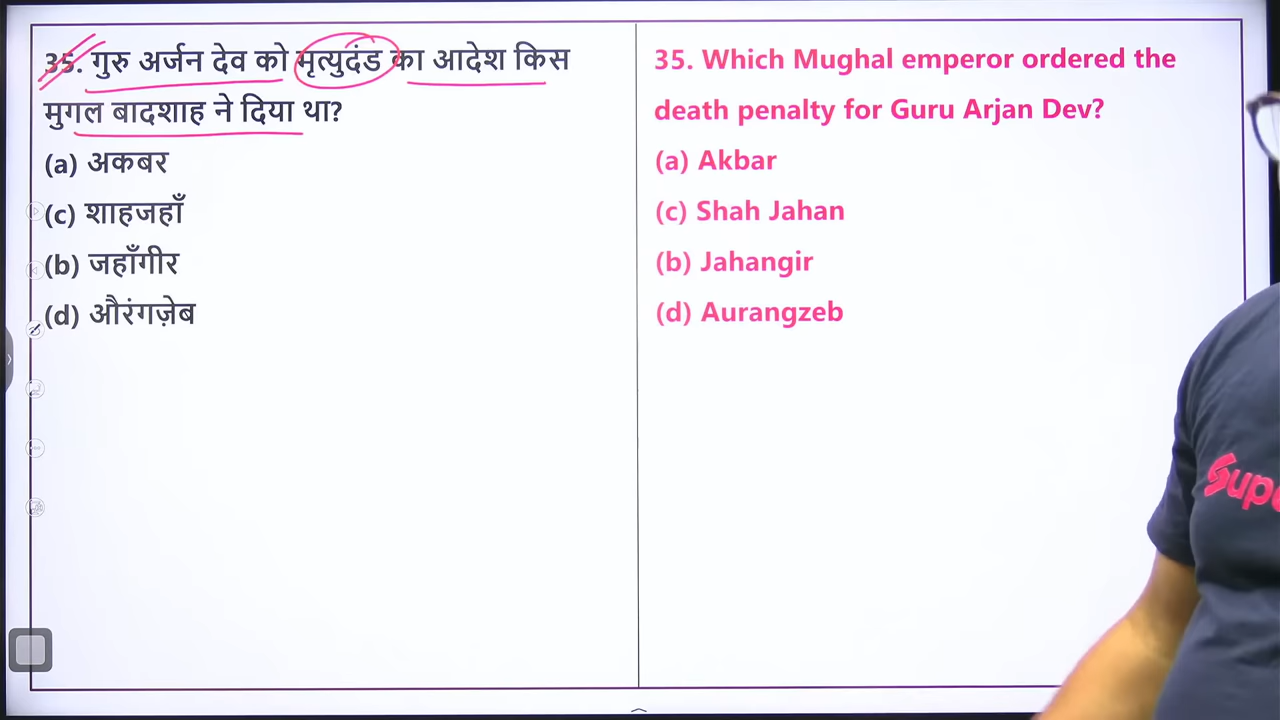 35. गुरु अर्जन देव को मृत्युदंड का आदेश किस
मुगल बादशाह ने दिया था?
(a) अकबर
(c) शाहजहाँ
(b) जहाँगीर
(d) औरंगज़ेब
35. Which Mughal emperor ordered the
death penalty for Guru Arjan Dev?
(a) Akbar
(c) Shah Jahan
(b) Jahangir
(d) Aurangzeb